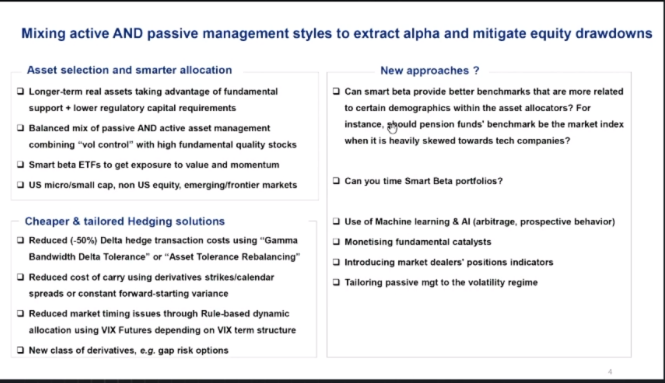 Mixing active AND passive management styles to extract alpha and mitigate equity drawdowns
Asset selection and smarter allocation
Longer-term real assets taking advantage of fundamental
support + lower regulatory capital requirements
Balanced mix of passive AND active asset management
combining "vol control" with high fundamental quality stocks
Smart beta ETFs to get exposure to value and momentum
US micro/small cap, non US equity, emerging/frontier markets
Cheaper & tailored Hedging solutions
Reduced (-50%) Delta hedge transaction costs using "Gamma
Bandwidth Delta Tolerance" or "Asset Tolerance Rebalancing"
Reduced cost of carry using derivatives strikes/calendar
spreads or constant forward-starting variance
Reduced market timing issues through Rule-based dynamic
allocation using VIX Futures depending on VIX term structure
New class of derivatives, e.g. gap risk options
New approaches ?
Can smart beta provide better benchmarks that are more related
to certain demographics within the asset allocators? For
instance, should pension funds' benchmark be the market index
when it is heavily skewed towards tech companies?
Can you time Smart Beta portfolios?
Use of Machine learning & AI (arbitrage, prospective behavior)
Monetising fundamental catalysts
Introducing market dealers' positions indicators
Tailoring passive mgt to the volatility regime
4